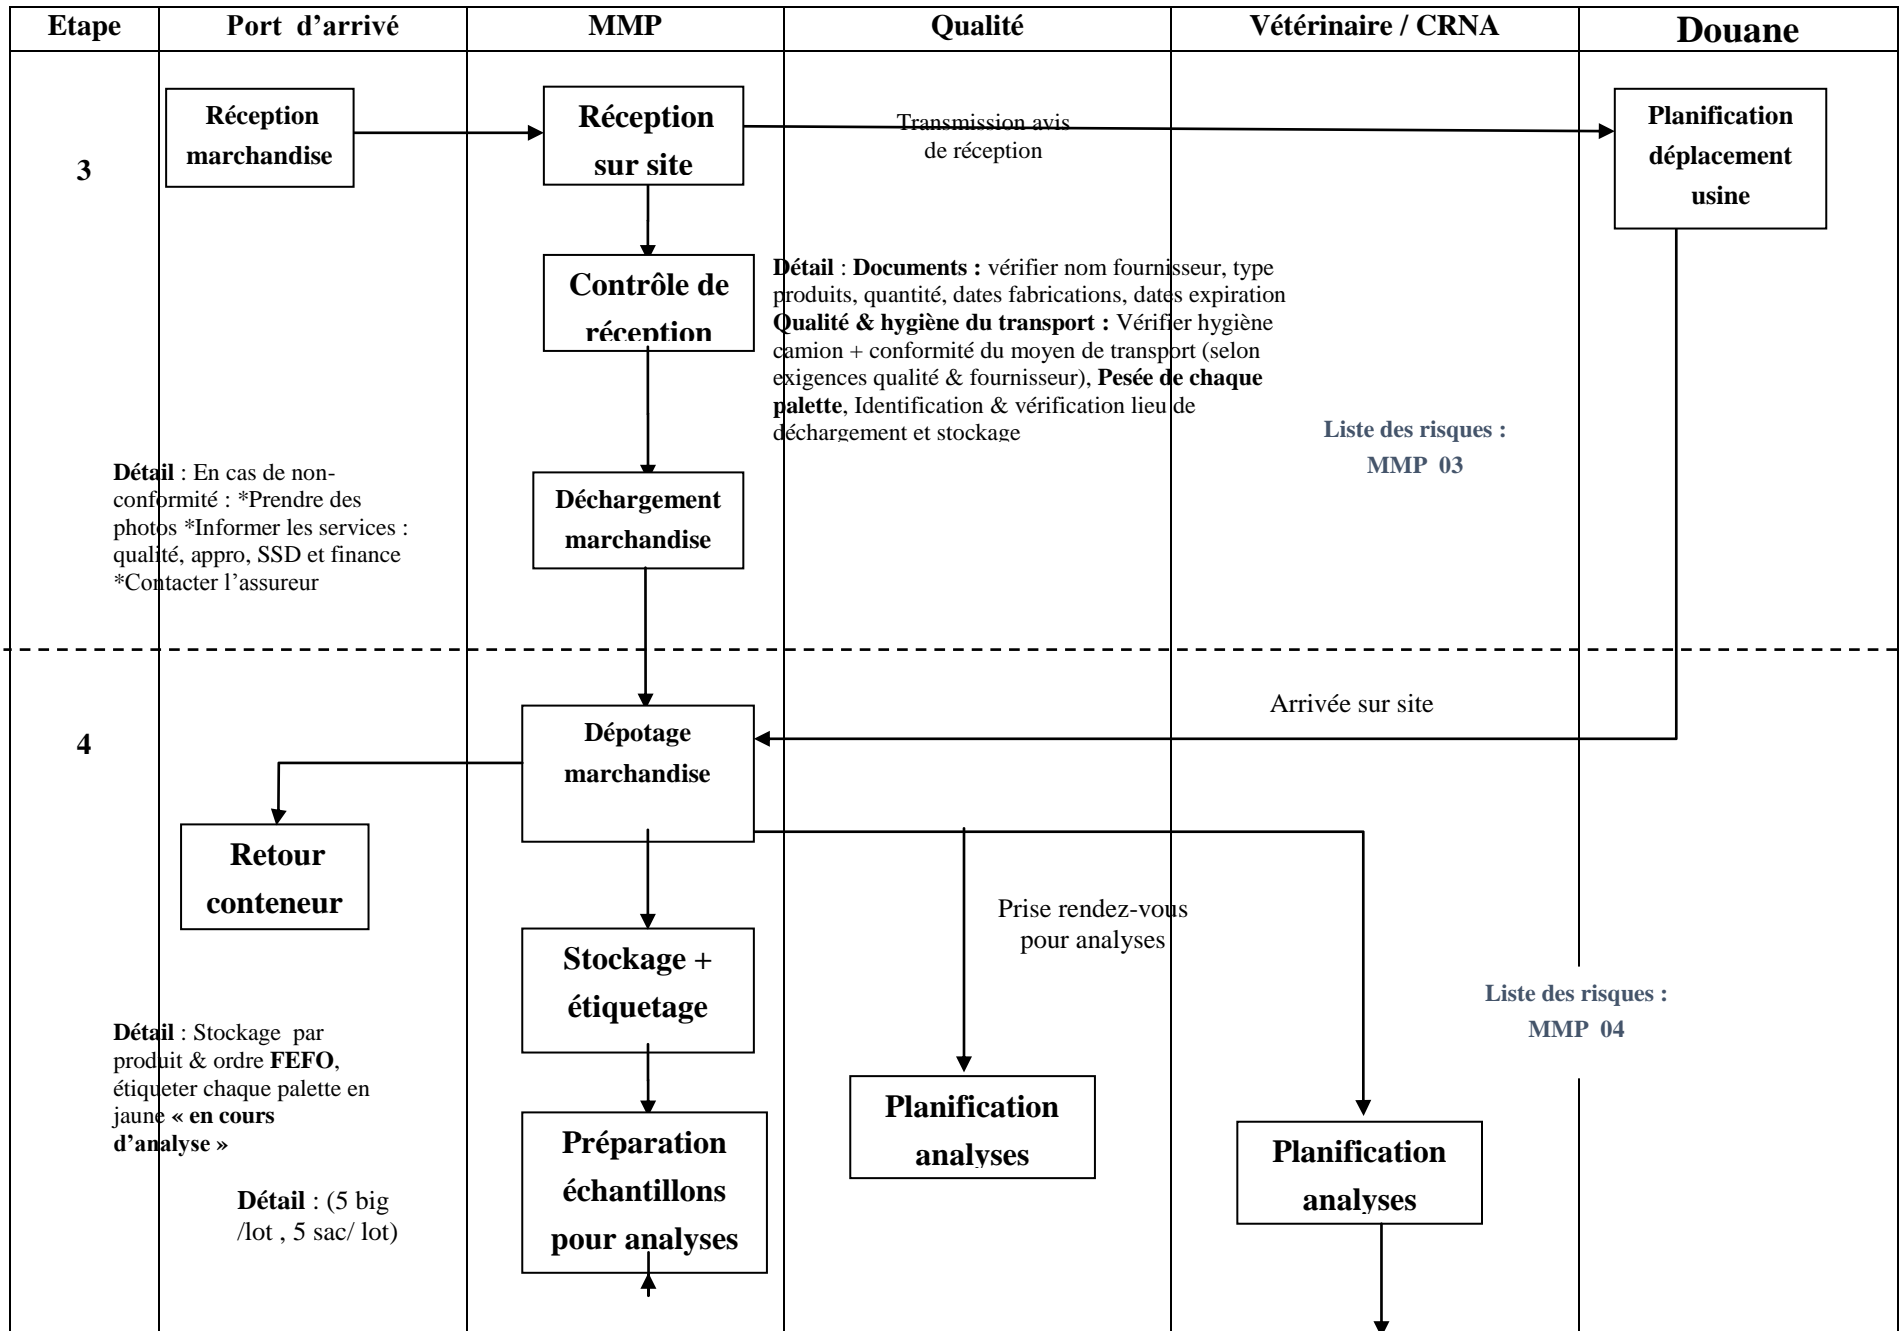 Etape
Port d’arrivé
MMP
Qualité
Vétérinaire / CRNA
Douane
3
Réception
marchandise
Réception
sur site
Transmission avis
de réception
Planification
déplacement
usine
Contrôle de
réception
Détail : Documents : vérifier nom fournisseur, type
produits, quantité, dates fabrications, dates expiration
Qualité & hygiène du transport : Vérifier hygiène
camion + conformité du moyen de transport (selon
exigences qualité & fournisseur), Pesée de chaque
palette, Identification & vérification lieu de
déchargement et stockage
Liste des risques :
MMP 03
Détail : En cas de non-
conformité : *Prendre des
photos *Informer les services :
qualité, appro, SSD et finance
*Contacter l’assureur
Déchargement
marchandise
4
Dépotage
marchandise
Arrivée sur site
Retour
conteneur
Prise rendez-vous
pour analyses
Stockage +
étiquetage
Liste des risques :
MMP 04
Détail : Stockage par
produit & ordre FEFO,
étiqueter chaque palette en
jaune « en cours
d’analyse »
Planification
analyses
Planification
analyses
Préparation
échantillons
pour analyses
Détail : (5 big
/lot , 5 sac/ lot)